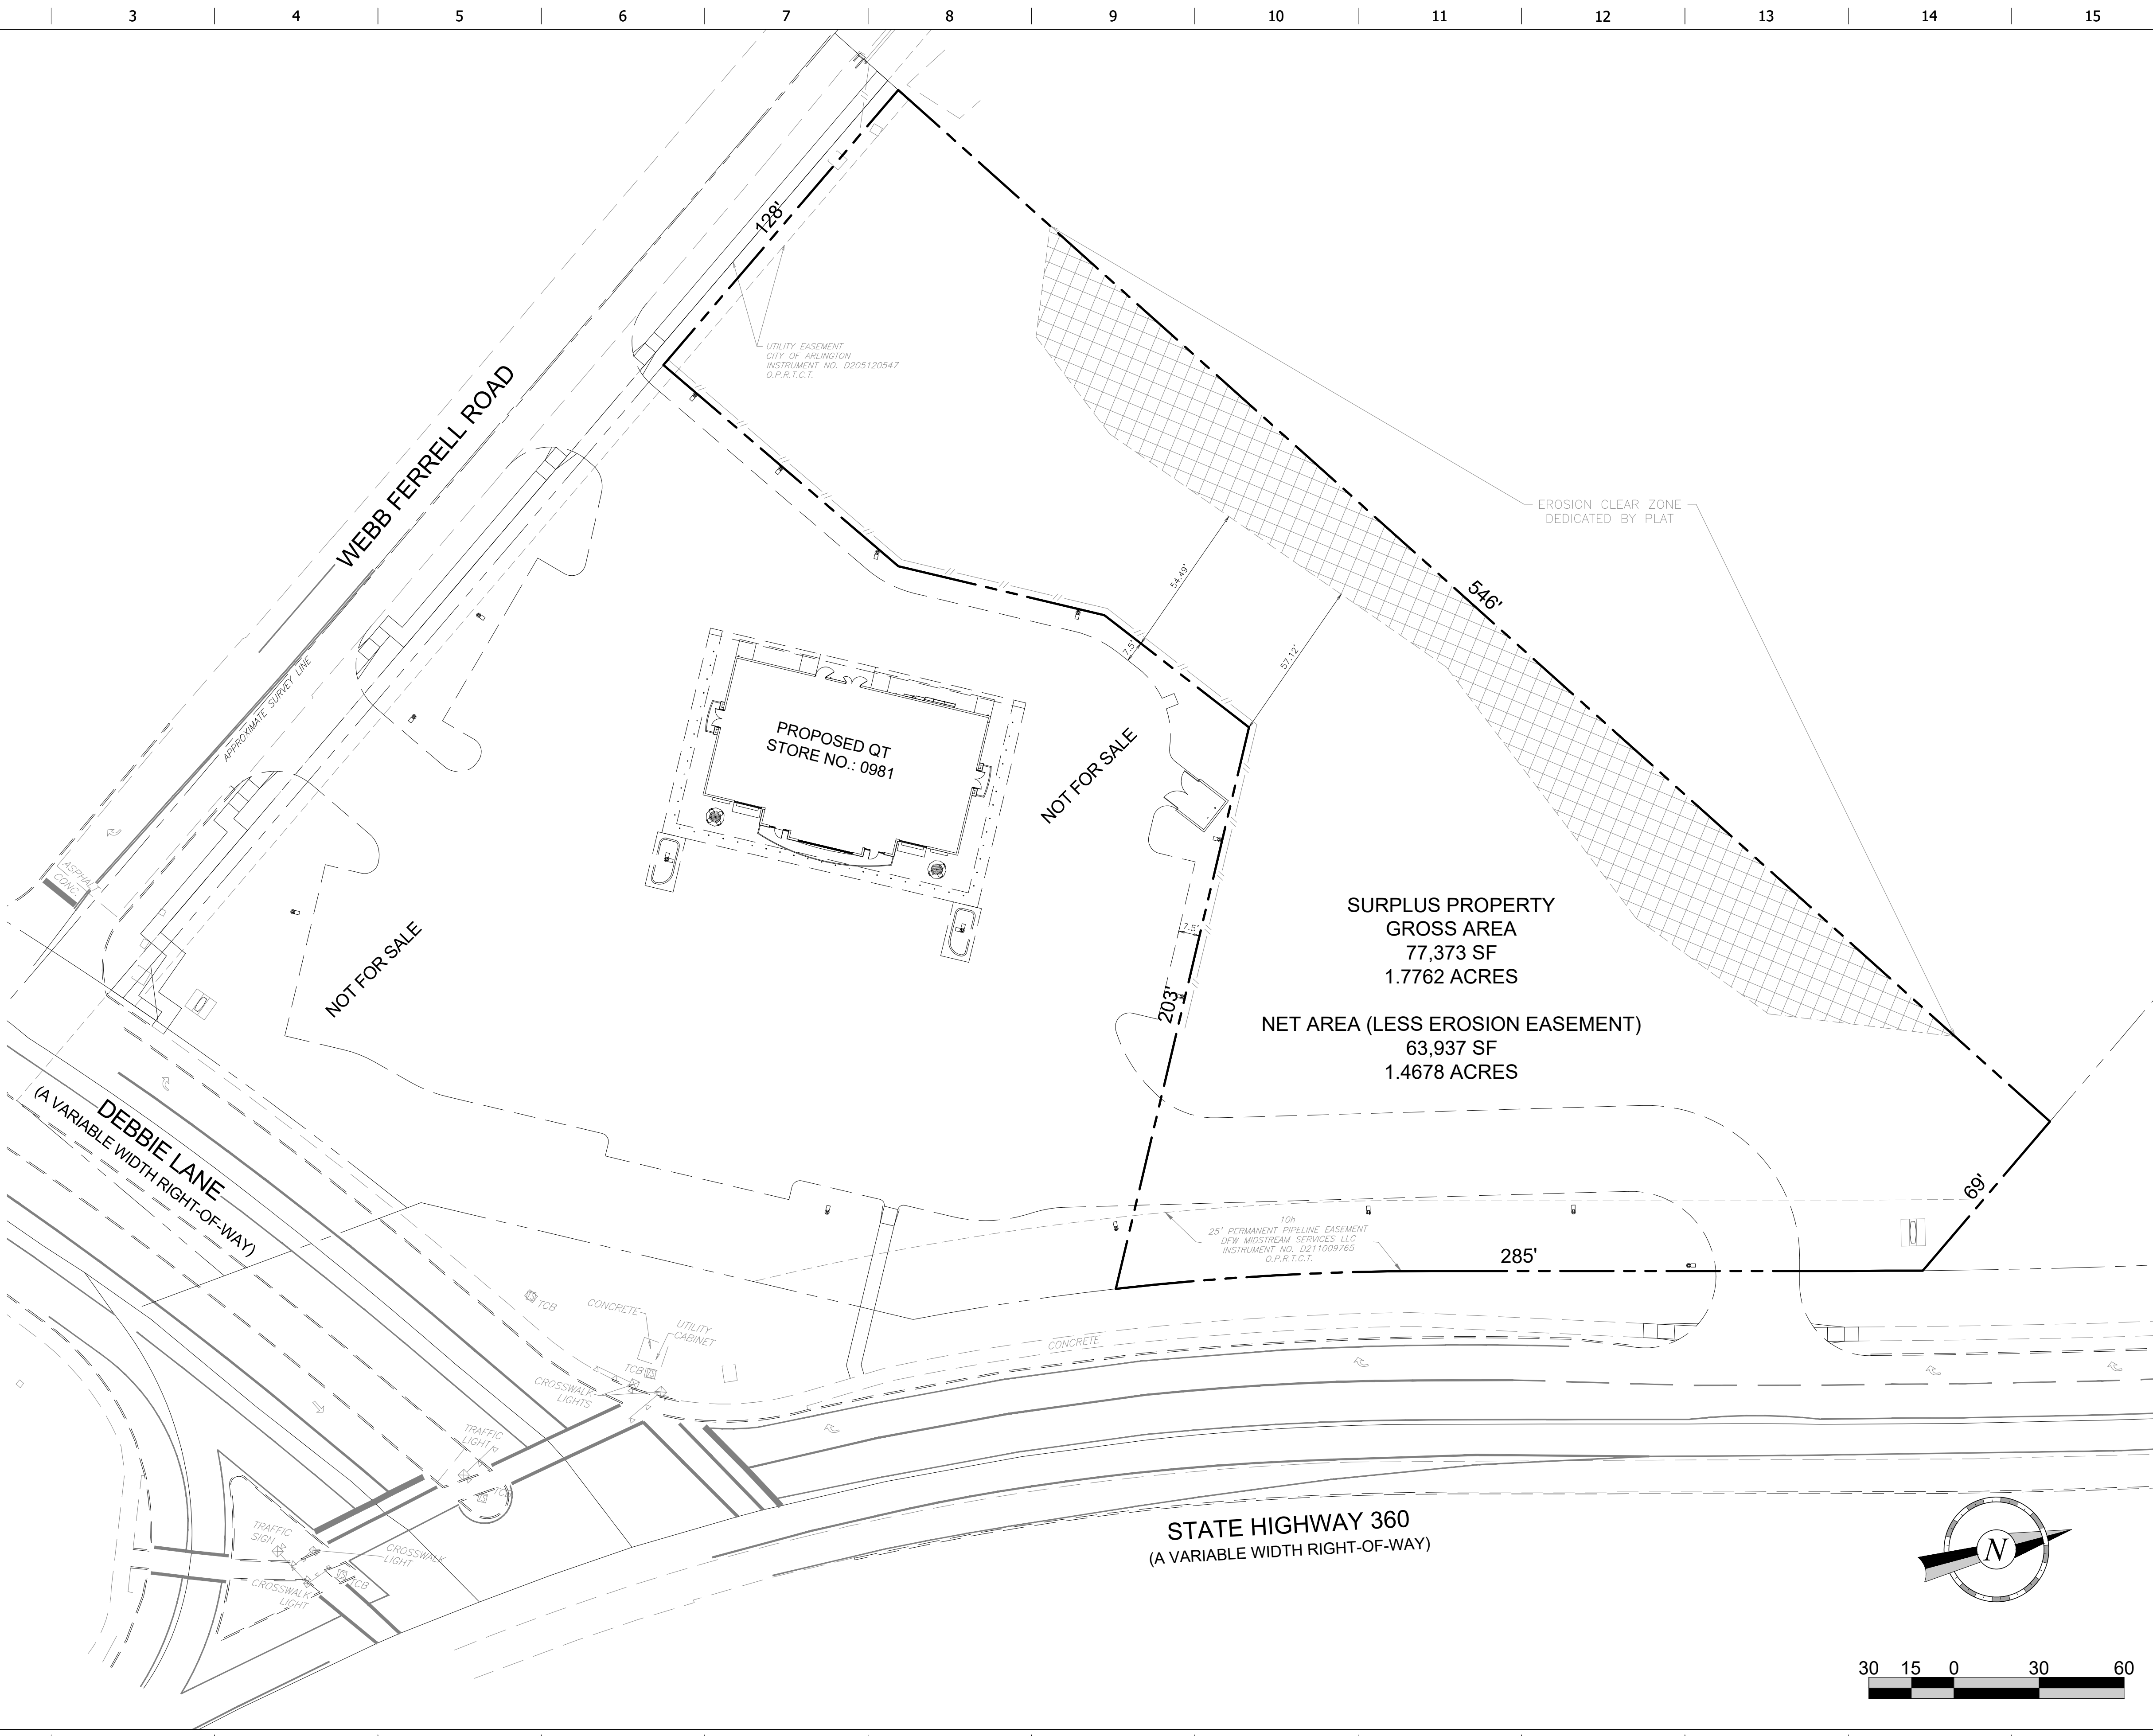 3 4 5 6 7 8 9 10 11 12 13 14 15
128'
UTILITY EASEMENT
CITY OF ARLINGTON
INSTRUMENT NO. D205120547
O.P.R.T.C.T.
WEBB FERRELL ROAD
APPROXIMATE SURVEY LINE
EROSION CLEAR ZONE
DEDICATED BY PLAT
546'
54.49'
7.5'
57.12'
PROPOSED QT
STORE NO.: 0981
NOT FOR SALE
ASPHALT
CONC.
NOT FOR SALE
7.5'
203'
SURPLUS PROPERTY
GROSS AREA
77,373 SF
1.7762 ACRES
NET AREA (LESS EROSION EASEMENT)
63,937 SF
1.4678 ACRES
DEBBIE LANE
(A VARIABLE WIDTH RIGHT-OF-WAY)
69'
10h
25' PERMANENT PIPELINE EASEMENT
DFW MIDSTREAM SERVICES LLC
INSTRUMENT NO. D211009765
O.P.R.T.C.T.
285'
TCB
CONCRETE
UTILITY
CABINET
CONCRETE
TCB
CROSSWALK
LIGHTS
TRAFFIC
LIGHT
TCB
TRAFFIC
SIGN
CROSSWALK
LIGHT
TCB
CROSSWALK
LIGHT
STATE HIGHWAY 360
(A VARIABLE WIDTH RIGHT-OF-WAY)
N
30 15 0 30 60